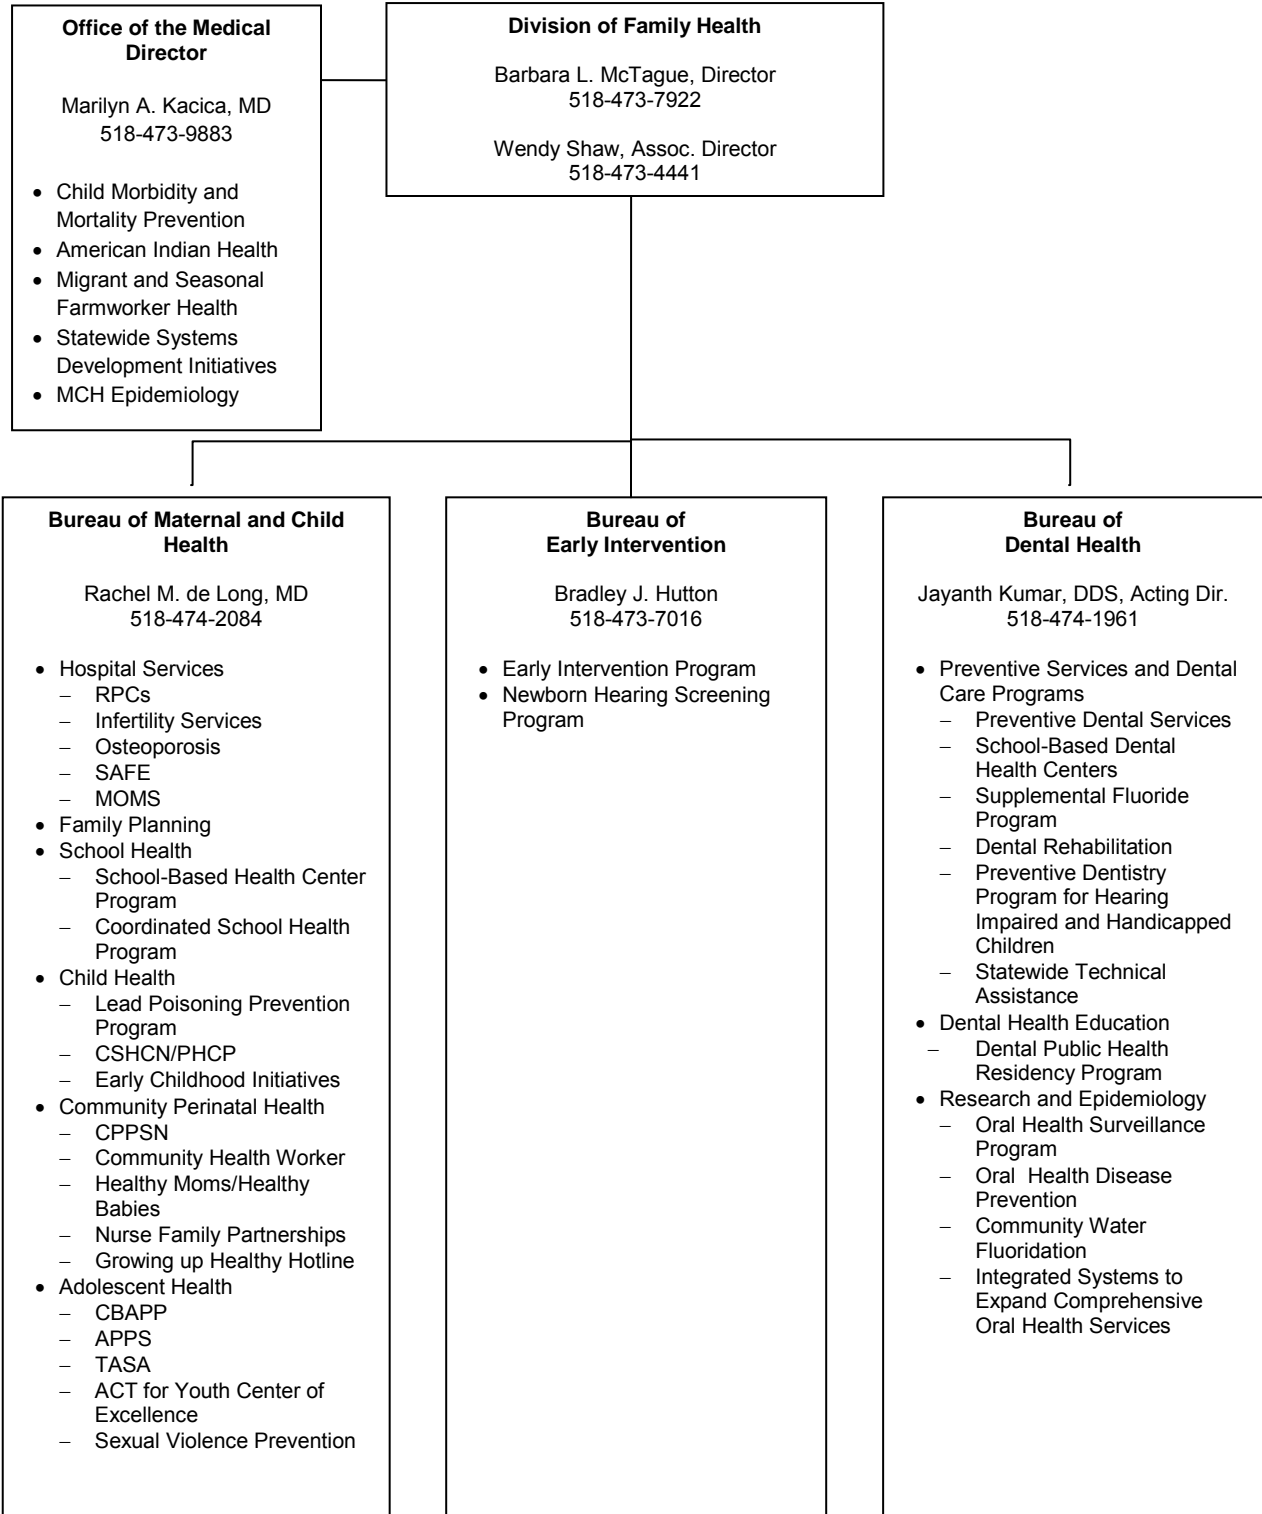 Office of the Medical
Director
Marilyn A. Kacica, MD
518-473-9883
• Child Morbidity and
Mortality Prevention
• American Indian Health
• Migrant and Seasonal
Farmworker Health
• Statewide Systems
Development Initiatives
• MCH Epidemiology
Division of Family Health
Barbara L. McTague, Director
518-473-7922
Wendy Shaw, Assoc. Director
518-473-4441
Bureau of Maternal and Child
Health
Rachel M. de Long, MD
518-474-2084
• Hospital Services
– RPCs
– Infertility Services
– Osteoporosis
– SAFE
– MOMS
• Family Planning
• School Health
– School-Based Health Center
Program
– Coordinated School Health
Program
• Child Health
– Lead Poisoning Prevention
Program
– CSHCN/PHCP
– Early Childhood Initiatives
• Community Perinatal Health
– CPPSN
– Community Health Worker
– Healthy Moms/Healthy
Babies
– Nurse Family Partnerships
– Growing up Healthy Hotline
• Adolescent Health
– CBAPP
– APPS
– TASA
– ACT for Youth Center of
Excellence
– Sexual Violence Prevention
Bureau of
Early Intervention
Bradley J. Hutton
518-473-7016
• Early Intervention Program
• Newborn Hearing Screening
Program
Bureau of
Dental Health
Jayanth Kumar, DDS, Acting Dir.
518-474-1961
• Preventive Services and Dental
Care Programs
– Preventive Dental Services
– School-Based Dental
Health Centers
– Supplemental Fluoride
Program
– Dental Rehabilitation
– Preventive Dentistry
Program for Hearing
Impaired and Handicapped
Children
– Statewide Technical
Assistance
• Dental Health Education
– Dental Public Health
Residency Program
• Research and Epidemiology
– Oral Health Surveillance
Program
– Oral Health Disease
Prevention
– Community Water
Fluoridation
– Integrated Systems to
Expand Comprehensive
Oral Health Services